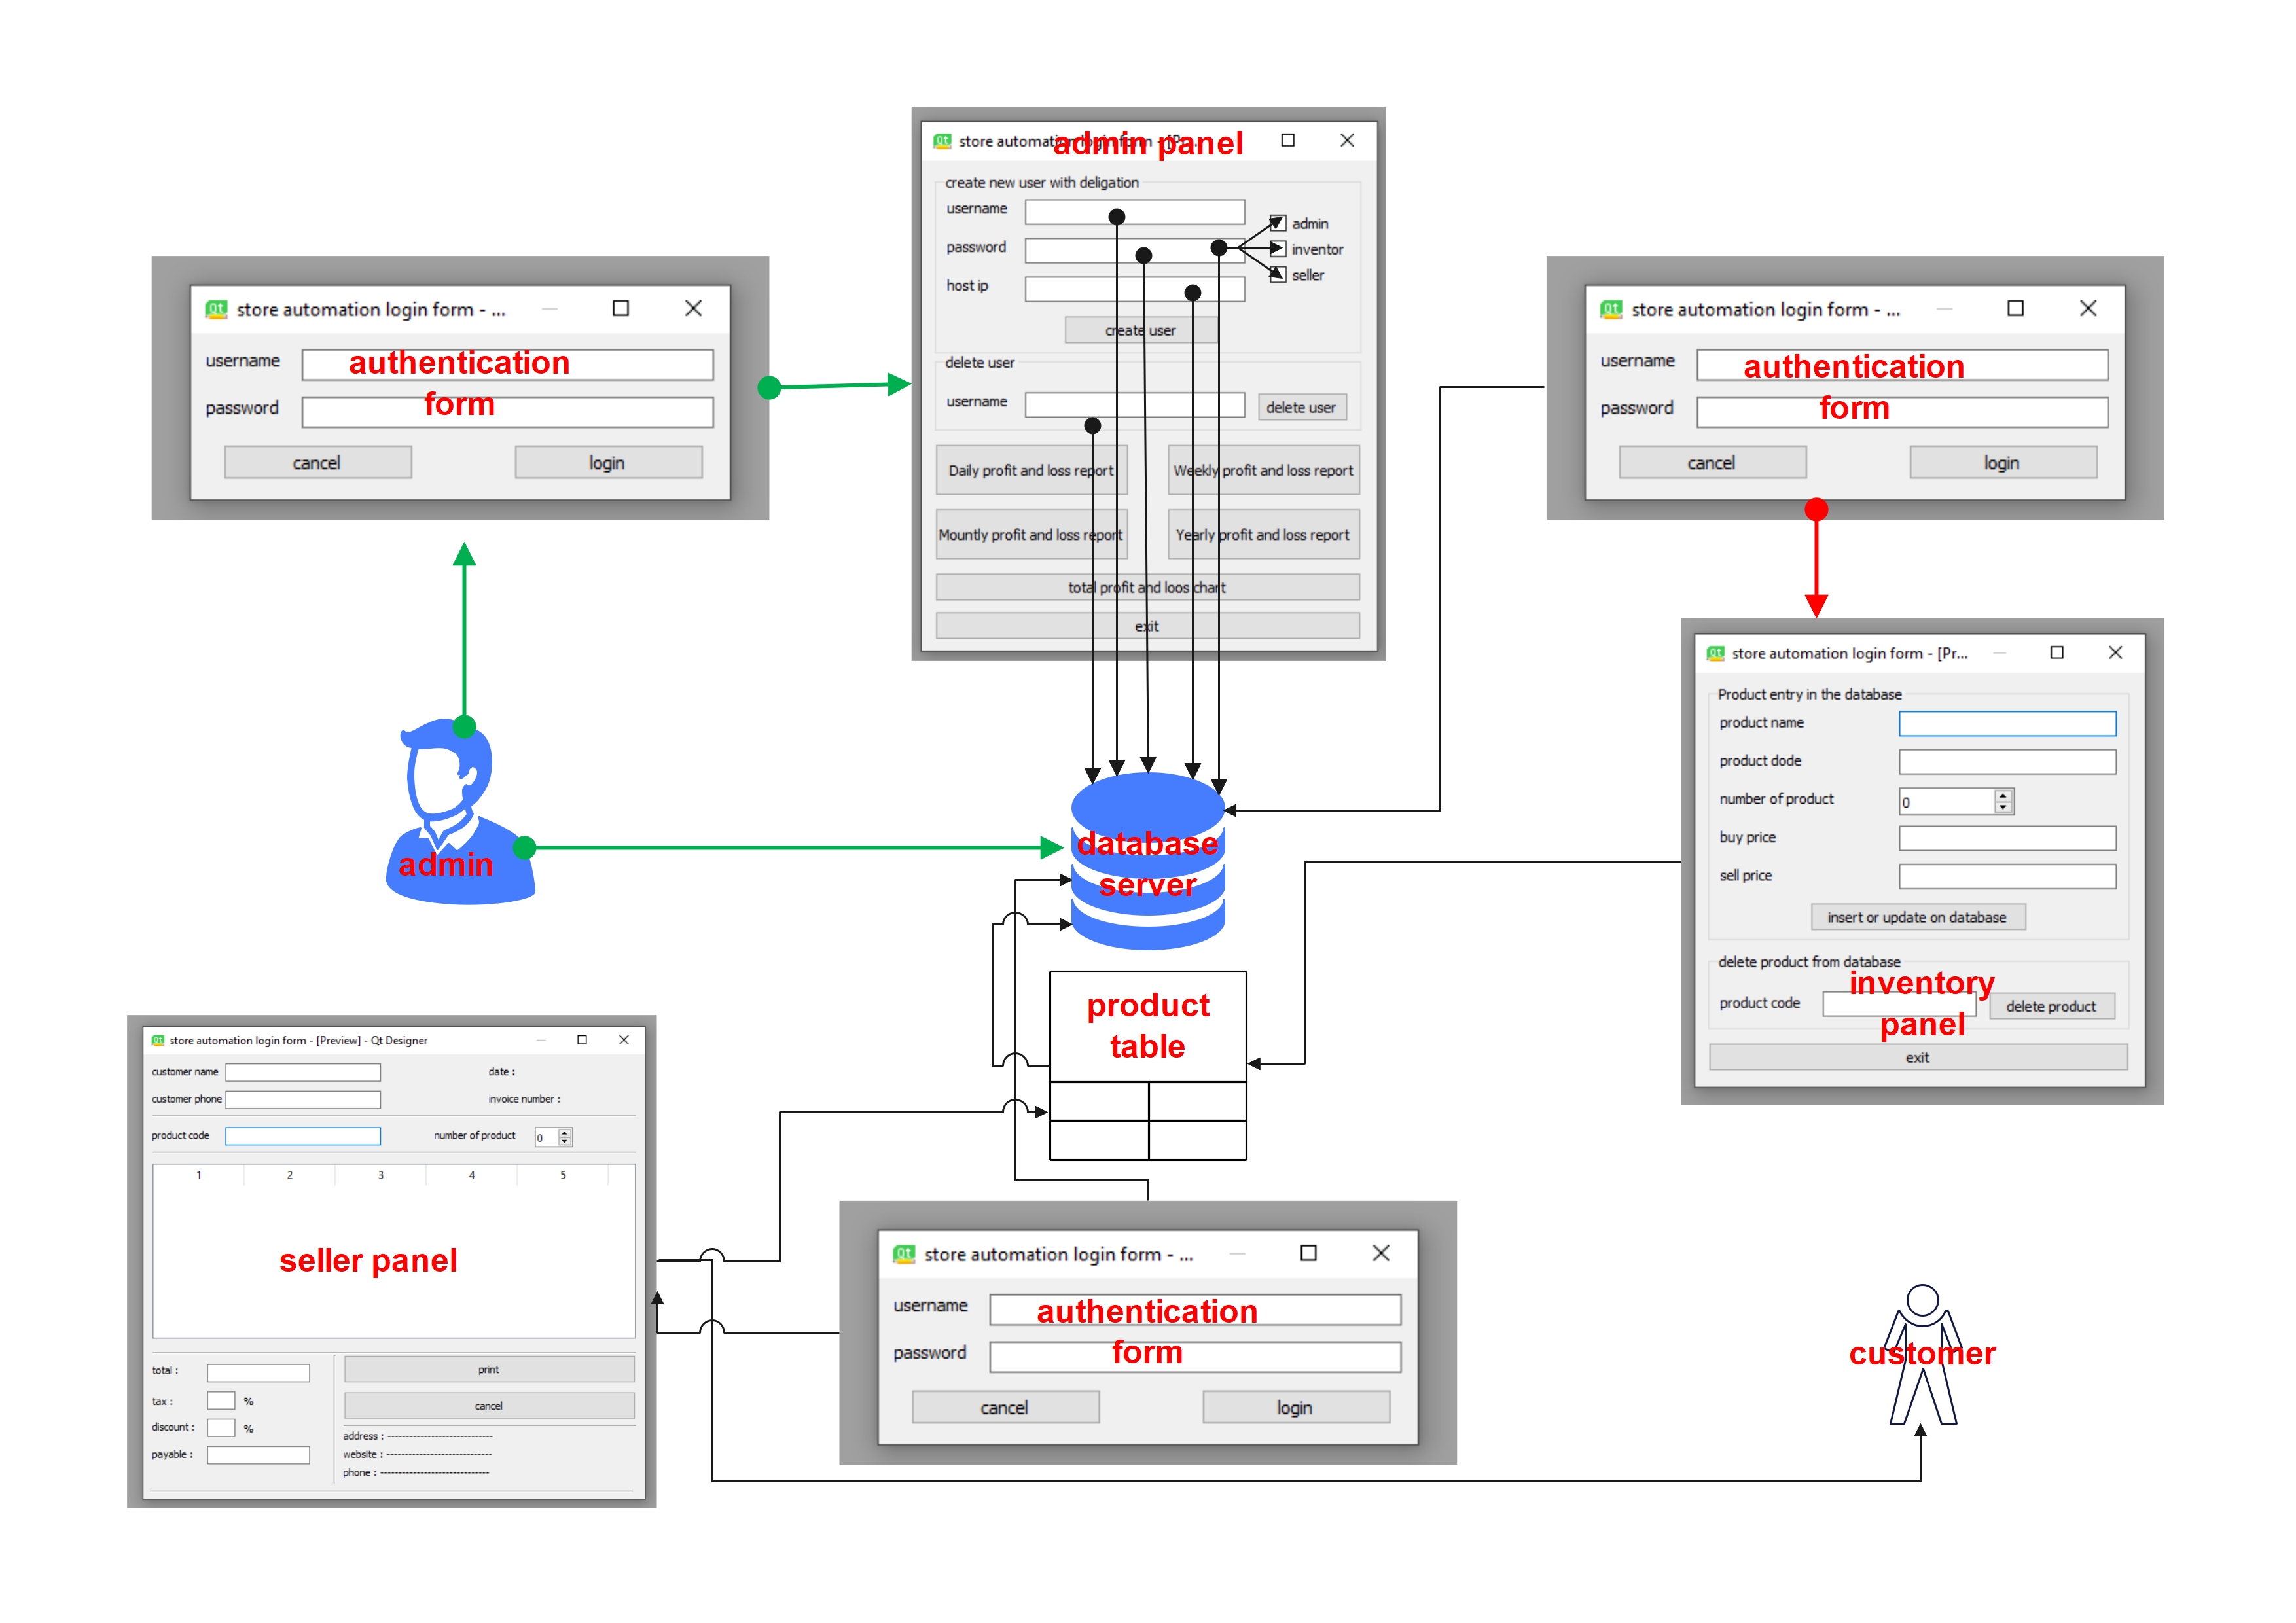 store automation login form - [Pr...
admin panel
create new user with deligation
username
admin
password
inventor
seller
host ip
create user
delete user
username
delete user
Daily profit and loss report
Weekly profit and loss report
Mountly profit and loss report
Yearly profit and loss report
total profit and loos chart
exit
store automation login form - ...
username
authentication
form
password
cancel
login
store automation login form - ...
username
authentication
form
password
cancel
login
admin
database
server
store automation login form - [Pr...
Product entry in the database
product name
product dode
number of product
0
buy price
sell price
insert or update on database
delete product from database
product code
inventory
panel
delete product
exit
product
table
store automation login form - [Preview] - Qt Designer
customer name
date :
customer phone
invoice number :
product code
number of product
0
1 2 3 4 5
seller panel
total :
print
tax :
%
cancel
discount :
%
address : ----------------------------
payable :
website : ----------------------------
phone : -----------------------------
store automation login form - ...
username
authentication
form
password
cancel
login
customer